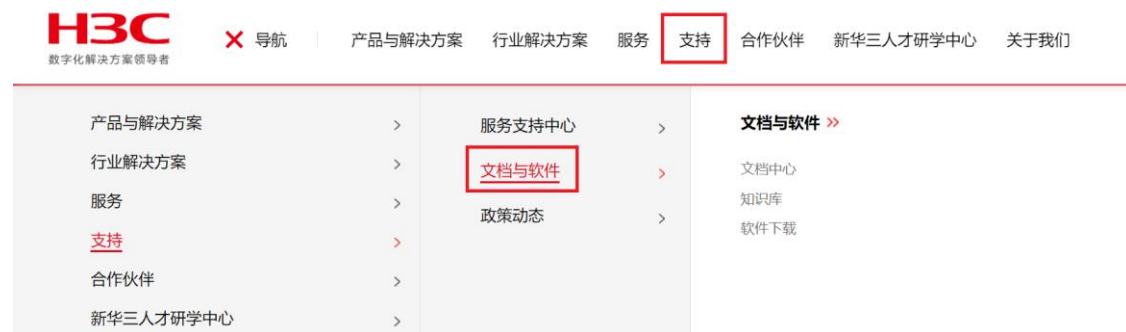 H3C
数字化解决方案领导者
导航 产品与解决方案 行业解决方案 服务 支持 合作伙伴 新华三人才研学中心 关于我们
产品与解决方案
行业解决方案
服务
支持
合作伙伴
新华三人才研学中心
服务支持中心
文档与软件
政策动态
文档与软件
文档中心
知识库
软件下载